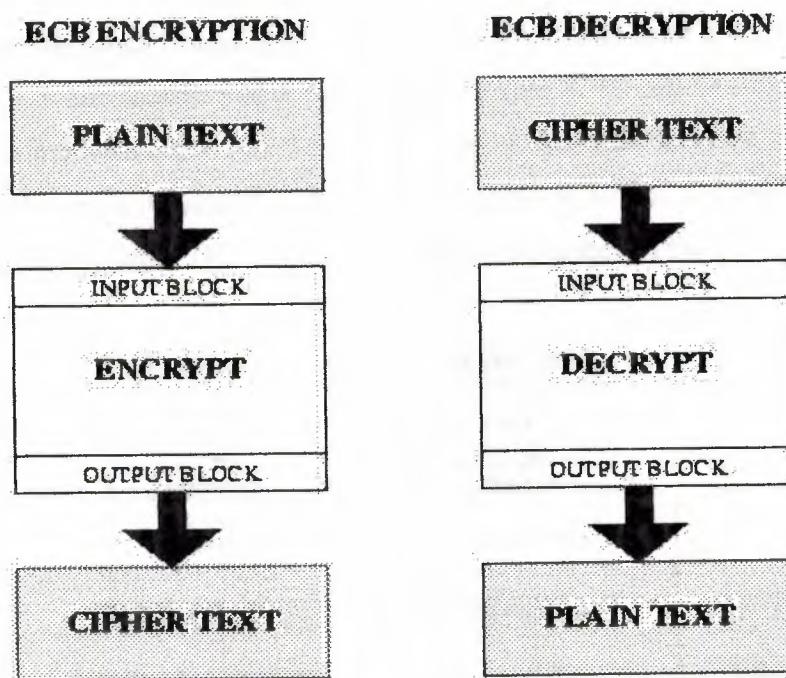 ECB ENCRYPTION
PLAIN TEXT
INPUT BLOCK
ENCRYPT
OUTPUT BLOCK
CIPHER TEXT
ECB DECRYPTION
CIPHER TEXT
INPUT BLOCK
DECRYPT
OUTPUT BLOCK
PLAIN TEXT